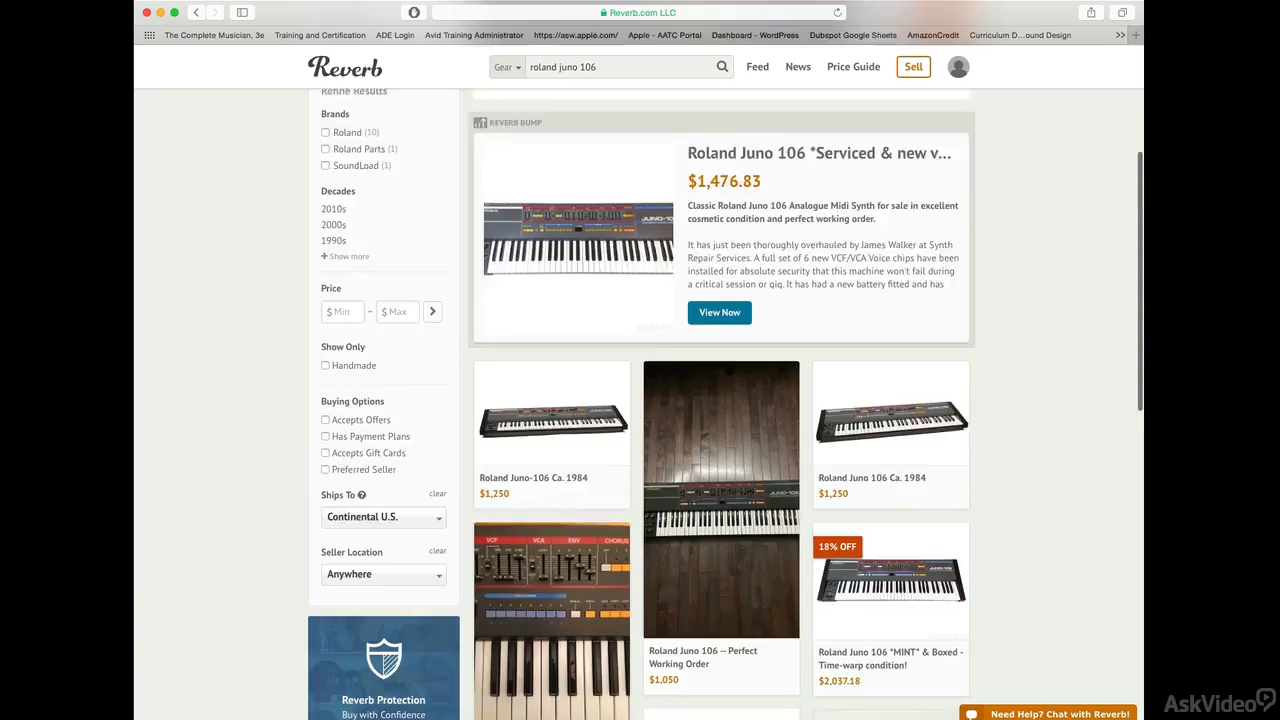 Reverb.com LLC
The Complete Musician, 3e
Training and Certification
ADE Login
Avid Training Administrator
https://asw.apple.com/
Apple - AATC Portal
Dashboard - WordPress
Dubspot Google Sheets
AmazonCredit
Curriculum D...ound Design
Reverb
Gear
roland juno 106
Feed
News
Price Guide
Sell
Refine Results
Brands
Roland (10)
Roland Parts (1)
SoundLoad (1)
Decades
2010s
2000s
1990s
+ Show more
Price
$ Min – $ Max
Show Only
Handmade
Buying Options
Accepts Offers
Has Payment Plans
Accepts Gift Cards
Preferred Seller
Ships To
clear
Continental U.S.
Seller Location
clear
Anywhere
Reverb Protection
Buy with Confidence
REVERB BUMP
Roland Juno 106 *Serviced & new v...
$1,476.83
Classic Roland Juno 106 Analogue Midi Synth for sale in excellent
cosmetic condition and perfect working order.
It has just been thoroughly overhauled by James Walker at Synth
Repair Services. A full set of 6 new VCF/VCA Voice chips have been
installed for absolute security that this machine won't fail during
a critical session or gig. It has had a new battery fitted and has
View Now
JUNO-106
Roland Juno-106 Ca. 1984
$1,250
VCF VCA ENV CHORUS
JUNO-106
Roland Juno 106 -- Perfect
Working Order
$1,050
Roland Juno 106 Ca. 1984
$1,250
18% OFF
Roland Juno 106 *MINT* & Boxed -
Time-warp condition!
$2,037.18
Need Help? Chat with Reverb!
AskVideo